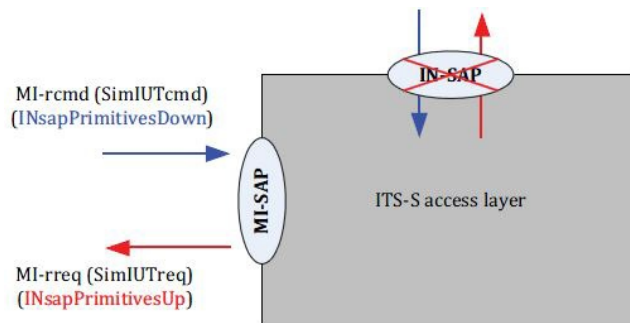 IN-SAP
MI-rcmd (SimIUTcmd)
(INsapPrimitivesDown)
MI-SAP
ITS-S access layer
MI-rreq (SimIUTreq)
(INsapPrimitivesUp)